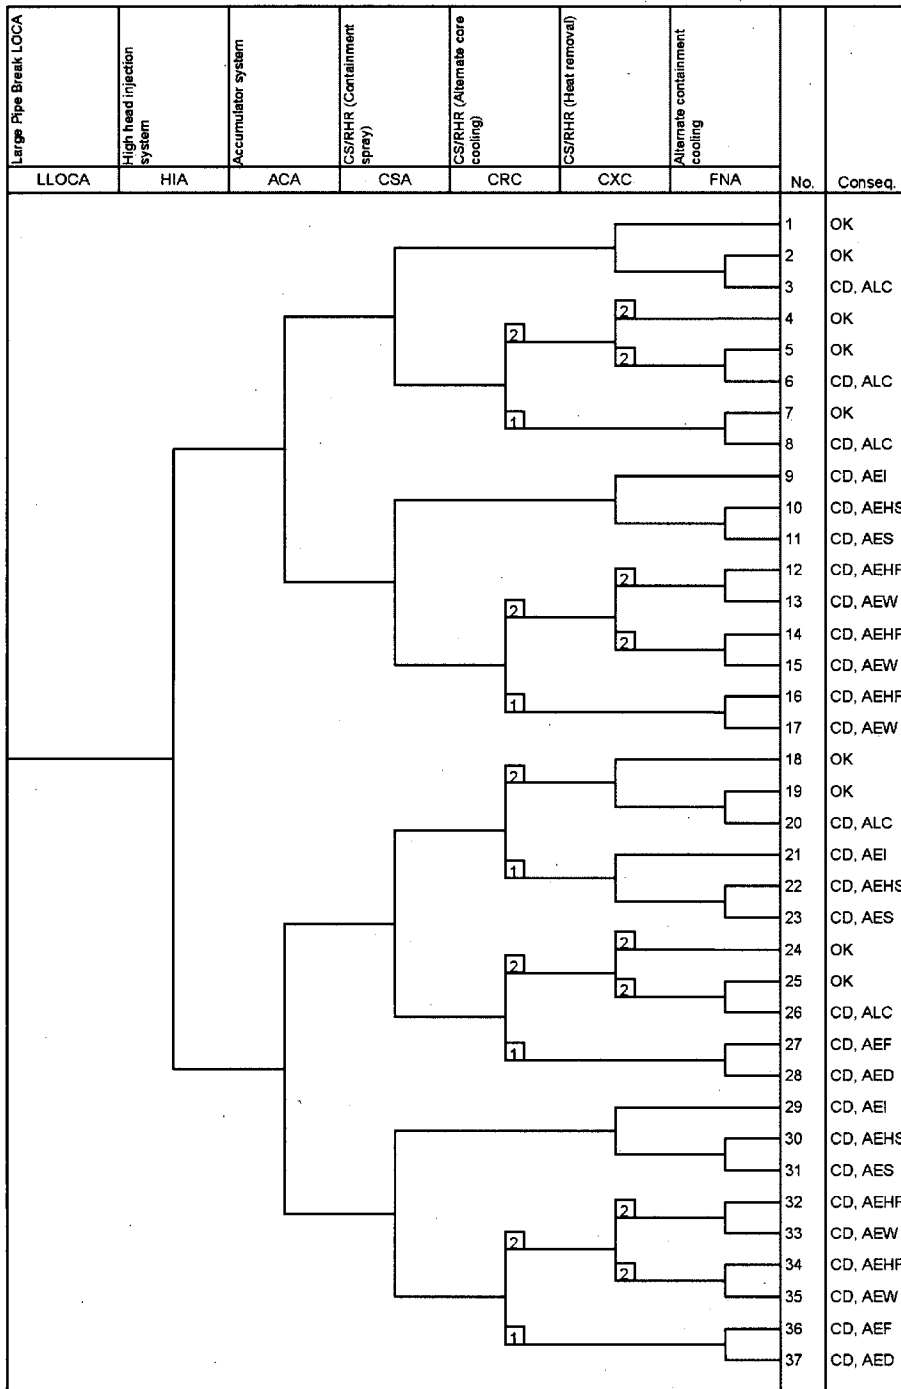 Large Pipe Break LOCA
High head injection
system
Accumulator system
CS/RHR (Containment
spray)
CS/RHR (Alternate core
cooling)
CS/RHR (Heat removal)
Alternate containment
cooling
LLOCA HIA ACA CSA CRC CXC FNA No. Conseq.
1 OK
2 OK
3 CD, ALC
2
4 OK
2
2
5 OK
6 CD, ALC
1
7 OK
8 CD, ALC
9 CD, AEI
10 CD, AEHS
11 CD, AES
2
12 CD, AEHF
2
13 CD, AEW
2
14 CD, AEHF
15 CD, AEW
1
16 CD, AEHF
17 CD, AEW
18 OK
2
19 OK
20 CD, ALC
21 CD, AEI
1
22 CD, AEHS
23 CD, AES
2
24 OK
2
2
25 OK
26 CD, ALC
1
27 CD, AEF
28 CD, AED
29 CD, AEI
30 CD, AEHS
31 CD, AES
2
32 CD, AEHF
2
33 CD, AEW
2
34 CD, AEHF
35 CD, AEW
1
36 CD, AEF
37 CD, AED